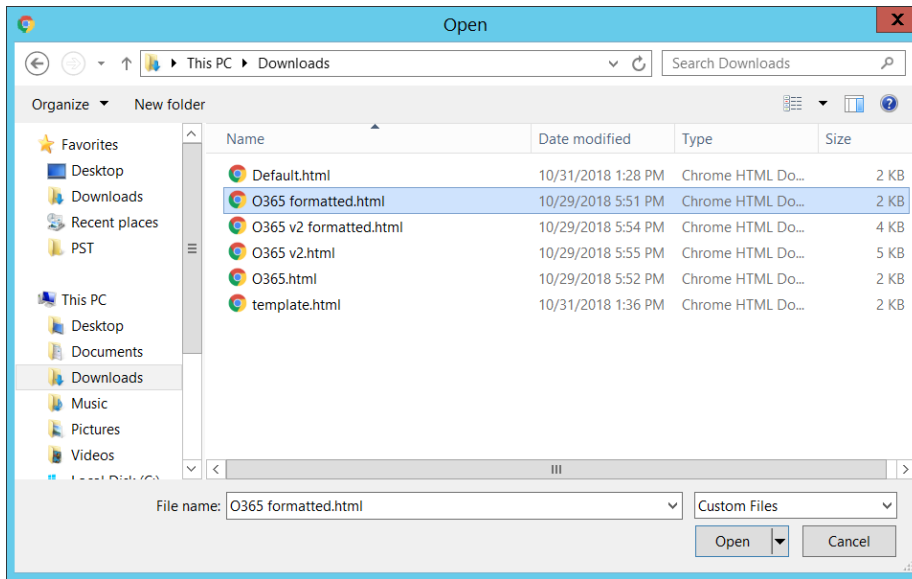 Open
This PC Downloads
Search Downloads
Organize New folder
Name Date modified Type Size
Favorites
Desktop
Downloads
Recent places
PST
This PC
Desktop
Documents
Downloads
Music
Pictures
Videos
Local Disk (C:)
Default.html 10/31/2018 1:28 PM Chrome HTML Do... 2 KB
O365 formatted.html 10/29/2018 5:51 PM Chrome HTML Do... 2 KB
O365 v2 formatted.html 10/29/2018 5:54 PM Chrome HTML Do... 4 KB
O365 v2.html 10/29/2018 5:55 PM Chrome HTML Do... 5 KB
O365.html 10/29/2018 5:52 PM Chrome HTML Do... 2 KB
template.html 10/31/2018 1:36 PM Chrome HTML Do... 2 KB
File name: O365 formatted.html Custom Files
Open Cancel